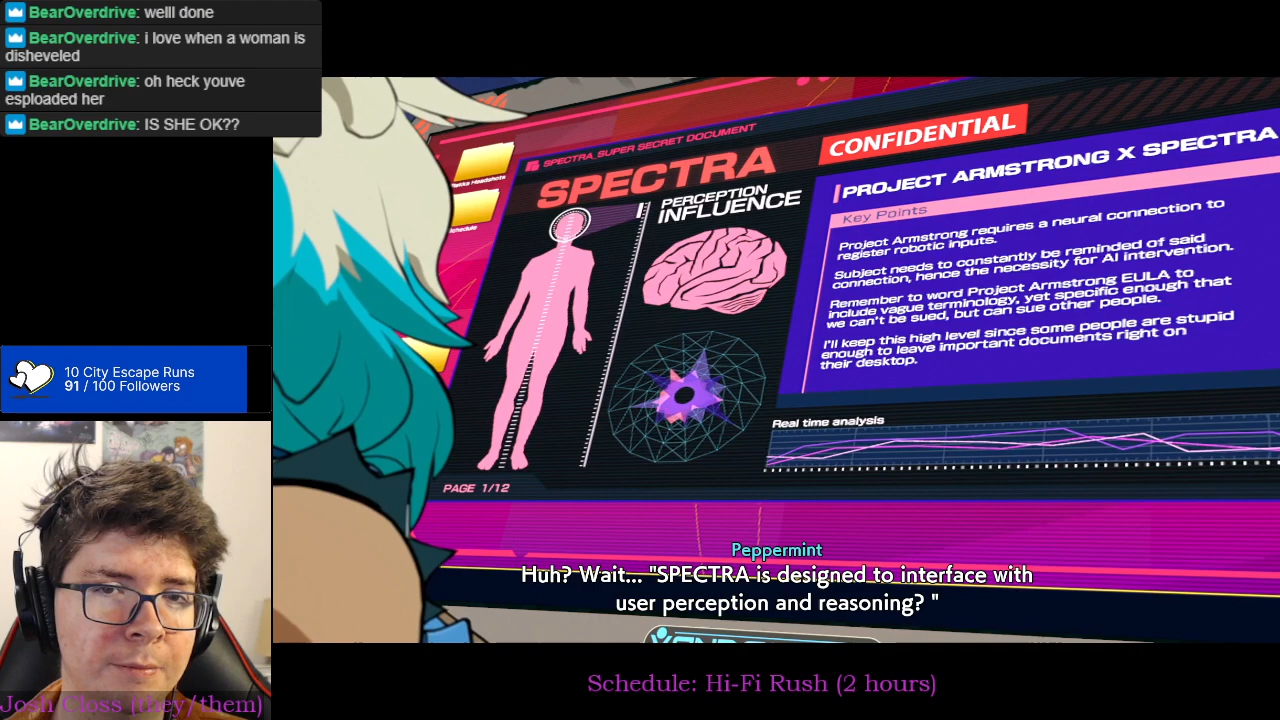 BearOverdrive: welll done
BearOverdrive: i love when a woman is
disheveled
BearOverdrive: oh heck youve
esploaded her
BearOverdrive: IS SHE OK??
10 City Escape Runs
91 / 100 Followers
Josh Closs (they/them)
SPECTRA SUPER SECRET DOCUMENT
SPECTRA
PERCEPTION
INFLUENCE
CONFIDENTIAL
PROJECT ARMSTRONG X SPECTRA
Key Points
Project Armstrong requires a neural connection to
register robotic inputs.
Subject needs to constantly be reminded of said
connection, hence the necessity for AI intervention.
Remember to word Project Armstrong EULA to
include vague terminology, yet specific enough that
we can't be sued, but can sue other people.
I'll keep this high level since some people are stupid
enough to leave important documents right on
their desktop.
Real time analysis
PAGE 1/12
Peppermint
Huh? Wait... "SPECTRA is designed to interface with
user perception and reasoning? "
Schedule: Hi-Fi Rush (2 hours)